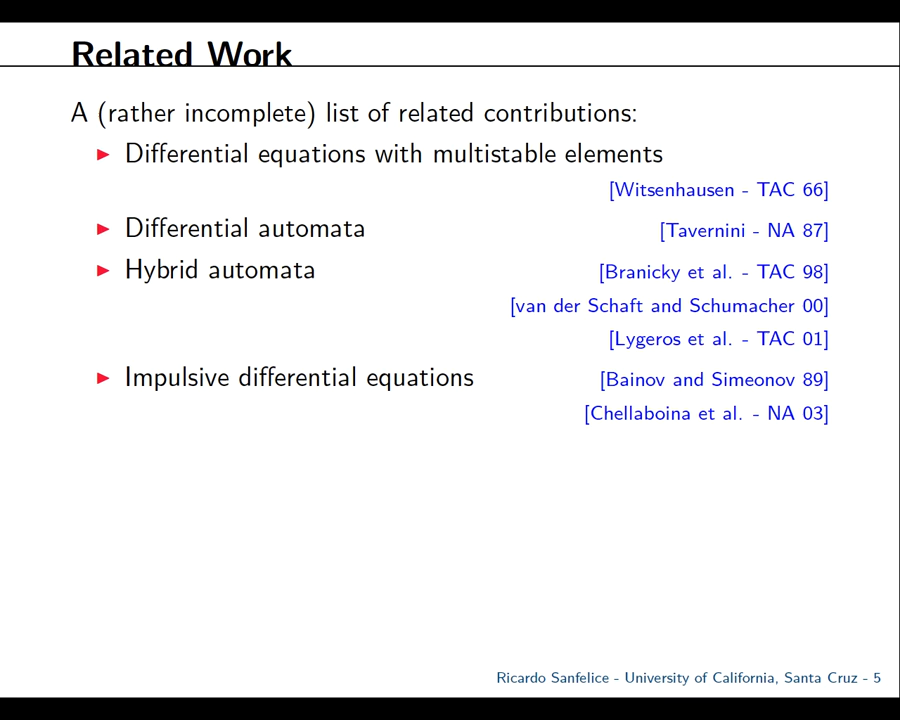 Related Work
A (rather incomplete) list of related contributions:
Differential equations with multistable elements
[Witsenhausen - TAC 66]
Differential automata [Tavernini - NA 87]
Hybrid automata [Branicky et al. - TAC 98]
[van der Schaft and Schumacher 00]
[Lygeros et al. - TAC 01]
Impulsive differential equations [Bainov and Simeonov 89]
[Chellaboina et al. - NA 03]
Ricardo Sanfelice - University of California, Santa Cruz - 5